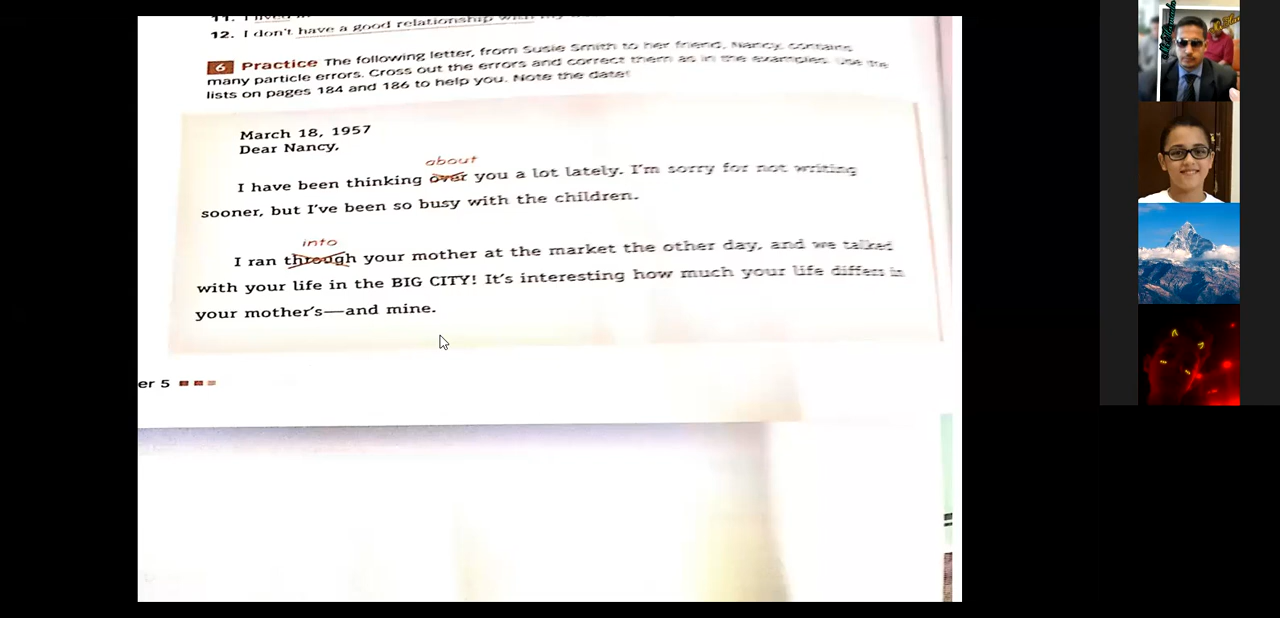 12. I don't have a good relationship with
6 Practice The following letter, from Susie Smith to her friend, Nancy, contains
many particle errors. Cross out the errors and correct them as in the examples. Use the
lists on pages 184 and 186 to help you. Note the date!
March 18, 1957
Dear Nancy,
about
I have been thinking over you a lot lately. I'm sorry for not writing
sooner, but I've been so busy with the children.
into
I ran through your mother at the market the other day, and we talked
with your life in the BIG CITY! It's interesting how much your life differs in
your mother's—and mine.
er 5